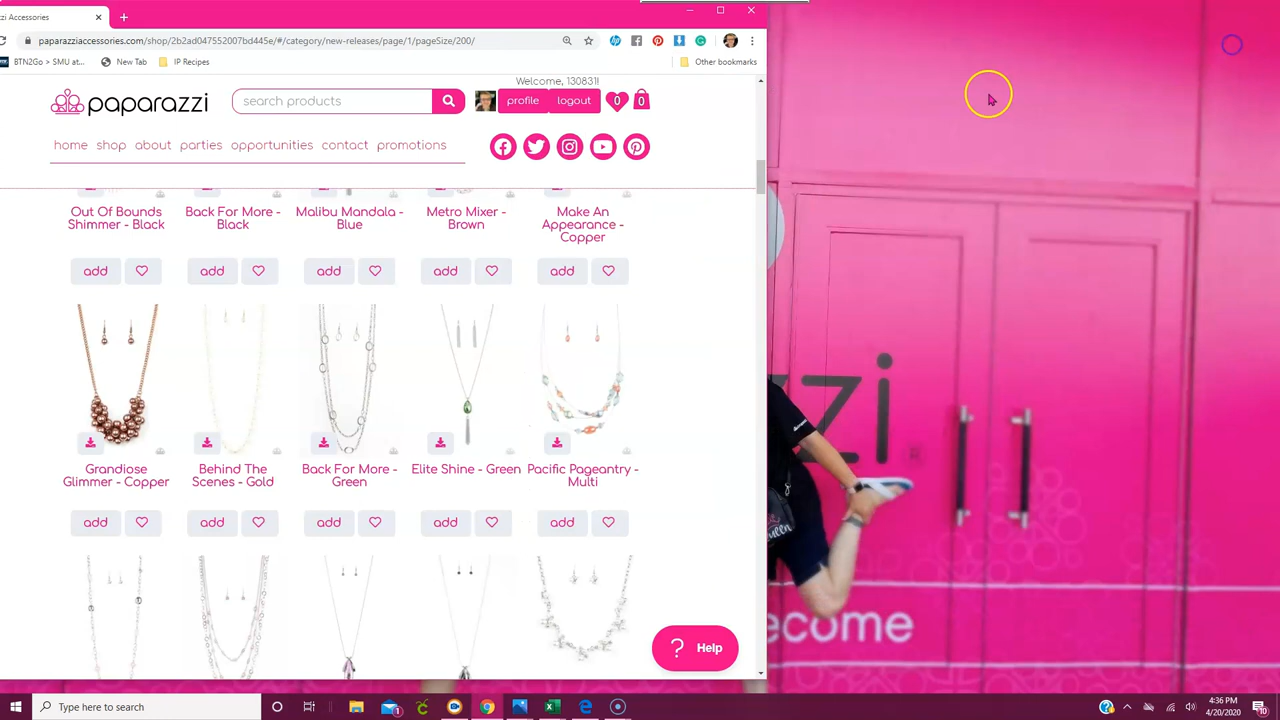 zi Accessories
paparazziaccessories.com/shop/2b2ad047552007bd445e/#/category/new-releases/page/1/pageSize/200/
BTN2Go > SMU at...
New Tab
IP Recipes
Other bookmarks
Welcome, 130831!
paparazzi
search products
profile
logout
0
0
home
shop
about
parties
opportunities
contact
promotions
Out Of Bounds
Shimmer - Black
Back For More -
Black
Malibu Mandala -
Blue
Metro Mixer -
Brown
Make An
Appearance -
Copper
add
add
add
add
add
Grandiose
Glimmer - Copper
Behind The
Scenes - Gold
Back For More -
Green
Elite Shine - Green
Pacific Pageantry -
Multi
add
add
add
add
add
? Help
zzi
ecome
Type here to search
1
4:36 PM
4/20/2020
10